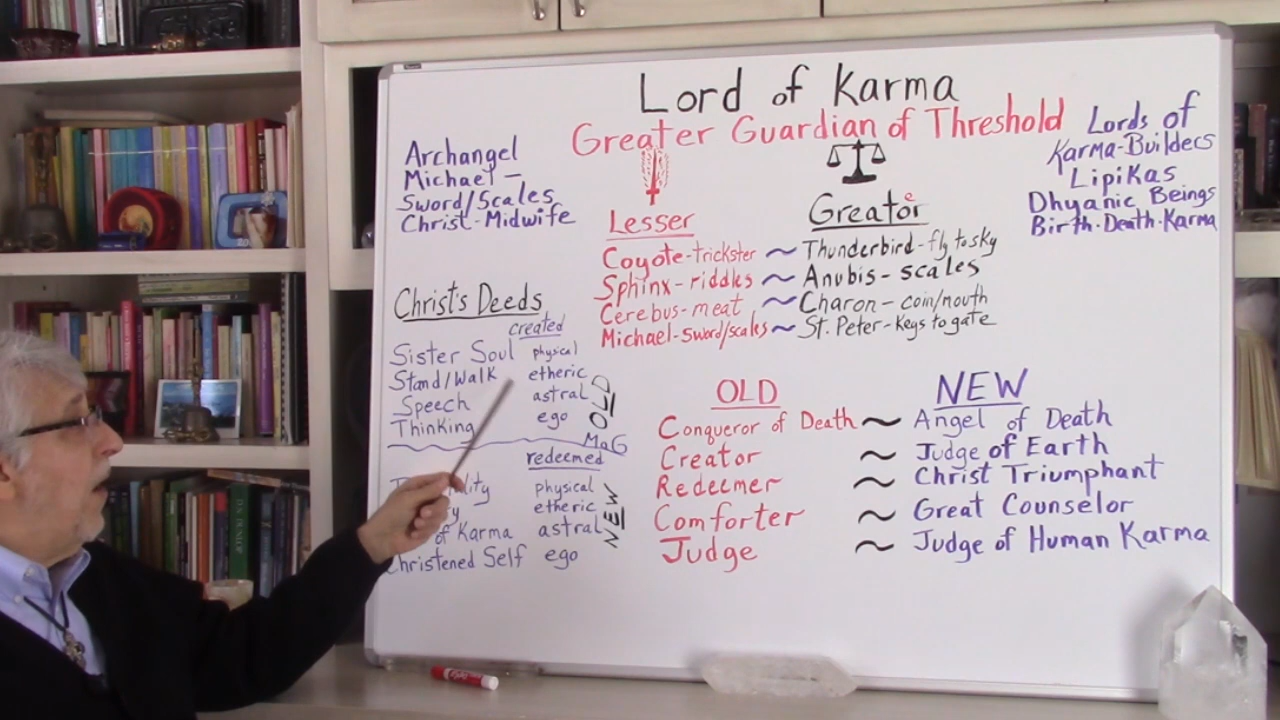 Lord of Karma
Greater Guardian of Threshold
Archangel
Michael –
Sword/Scales
Christ-Midwife
Lords of
Karma-Builders
Lipikas
Dhyanic Beings
Birth·Death·Karma
Lesser
Coyote-trickster ~
Sphinx-riddles ~
Cerebus-meat ~
Michael-sword/scales ~
Greator
e
Thunderbird-fly to sky
Anubis-scales
Charon-coin/mouth
St. Peter-Keys to gate
Christ's Deeds
created
Sister Soul physical
Stand/Walk etheric
Speech astral
Thinking ego
OLD
MoG
redeemed
physical
etheric
of Karma astral
Christened Self ego
NEW
OLD
Conqueror of Death ~
Creator ~
Redeemer ~
Comforter ~
Judge ~
NEW
Angel of Death
Judge of Earth
Christ Triumphant
Great Counselor
Judge of Human Karma